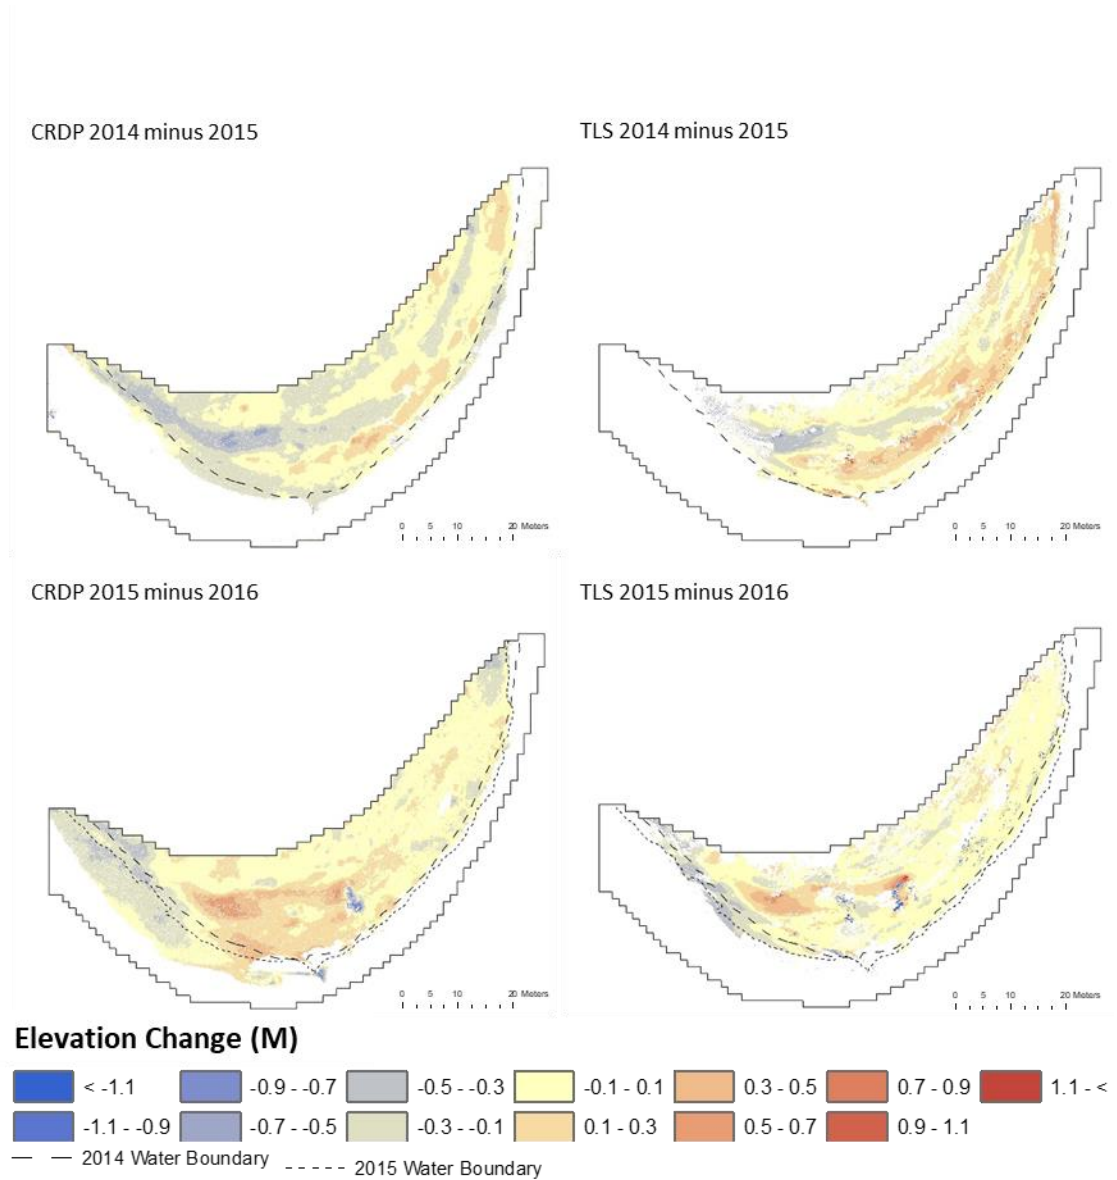 CRDP 2014 minus 2015
TLS 2014 minus 2015
0 5 10 20 Meters
0 5 10 20 Meters
CRDP 2015 minus 2016
TLS 2015 minus 2016
0 5 10 20 Meters
0 5 10 20 Meters
Elevation Change (M)
< -1.1
-0.9 - -0.7
-0.5 - -0.3
-0.1 - 0.1
0.3 - 0.5
0.7 - 0.9
1.1 - <
-1.1 - -0.9
-0.7 - -0.5
-0.3 - -0.1
0.1 - 0.3
0.5 - 0.7
0.9 - 1.1
2014 Water Boundary
2015 Water Boundary